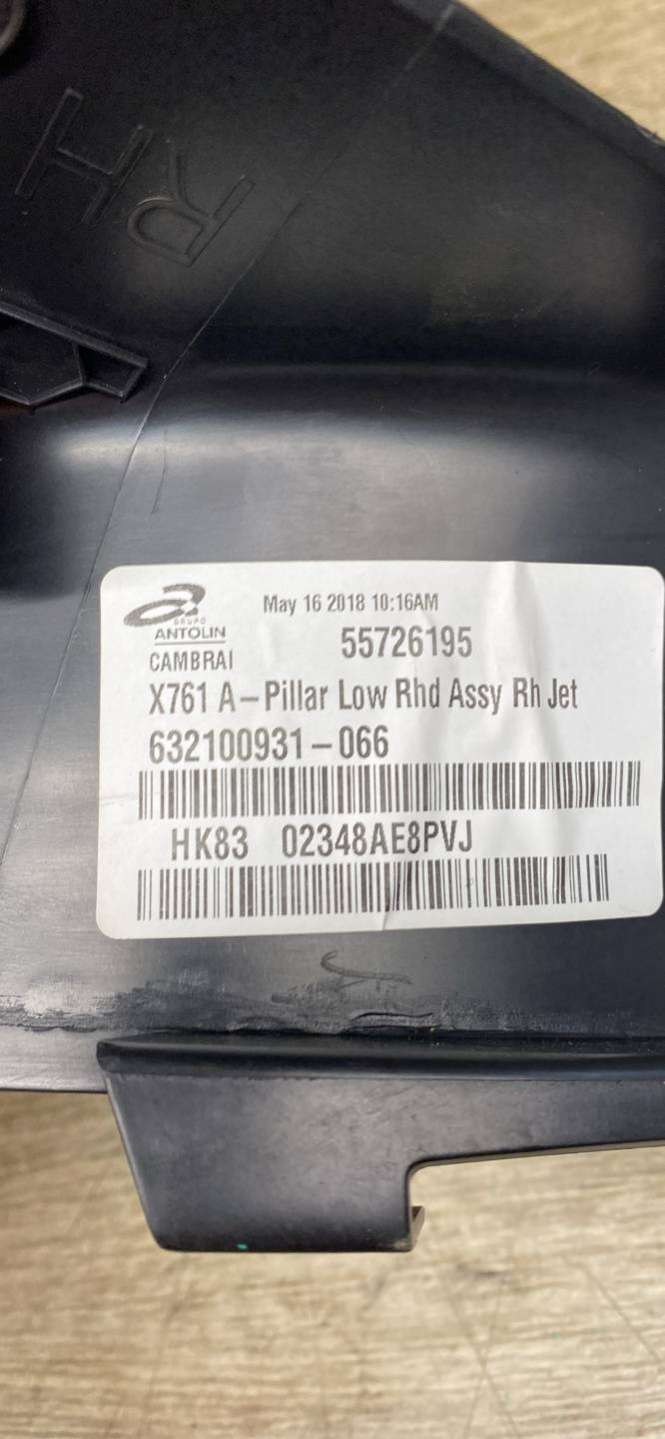 RH
May 16 2018 10:16AM
GRUPO
ANTOLIN
55726195
CAMBRAI
X761 A-Pillar Low Rhd Assy Rh Jet
632100931-066
HK83 02348AE8PVJ